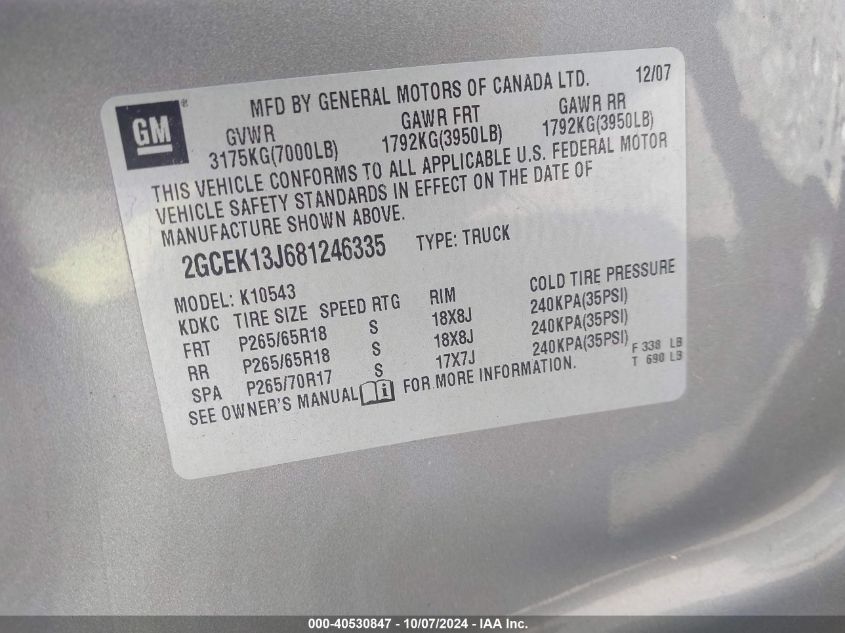 MFD BY GENERAL MOTORS OF CANADA LTD. 12/07
GM ®
GVWR GAWR FRT GAWR RR
3175KG(7000LB) 1792KG(3950LB) 1792KG(3950LB)
THIS VEHICLE CONFORMS TO ALL APPLICABLE U.S. FEDERAL MOTOR
VEHICLE SAFETY STANDARDS IN EFFECT ON THE DATE OF
MANUFACTURE SHOWN ABOVE.
2GCEK13J681246335 TYPE: TRUCK
MODEL: K10543
KDKC TIRE SIZE SPEED RTG RIM COLD TIRE PRESSURE
FRT P265/65R18 S 18X8J 240KPA(35PSI)
RR P265/65R18 S 18X8J 240KPA(35PSI)
SPA P265/70R17 S 17X7J 240KPA(35PSI)
F 338 LB
T 690 LB
SEE OWNER'S MANUAL i FOR MORE INFORMATION.
000-40530847 - 10/07/2024 - IAA Inc.